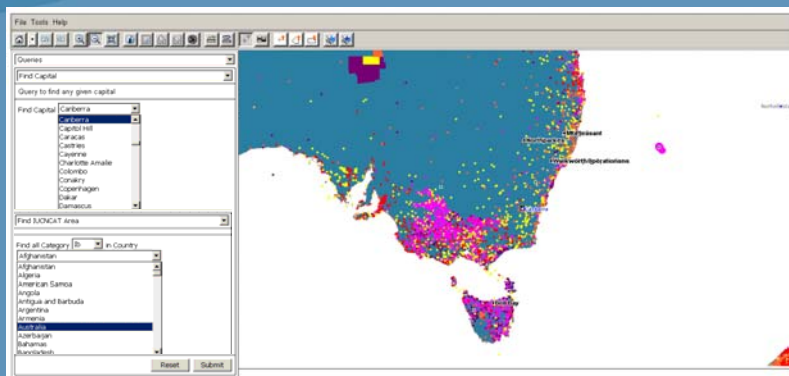 File Tools Help
Queries
Find Capital
Query to find any given capital
Find Capital Canberra
Canberra
Capitol Hill
Caracas
Castries
Cayenne
Charlotte Amalie
Colombo
Conakry
Copenhagen
Dakar
Damascus
Find IUCNCAT Area
Find all Category Ib in Country
Afghanistan
Afghanistan
Algeria
American Samoa
Angola
Antigua and Barbuda
Argentina
Armenia
Australia
Azerbaijan
Bahamas
Bangladesh
Reset Submit